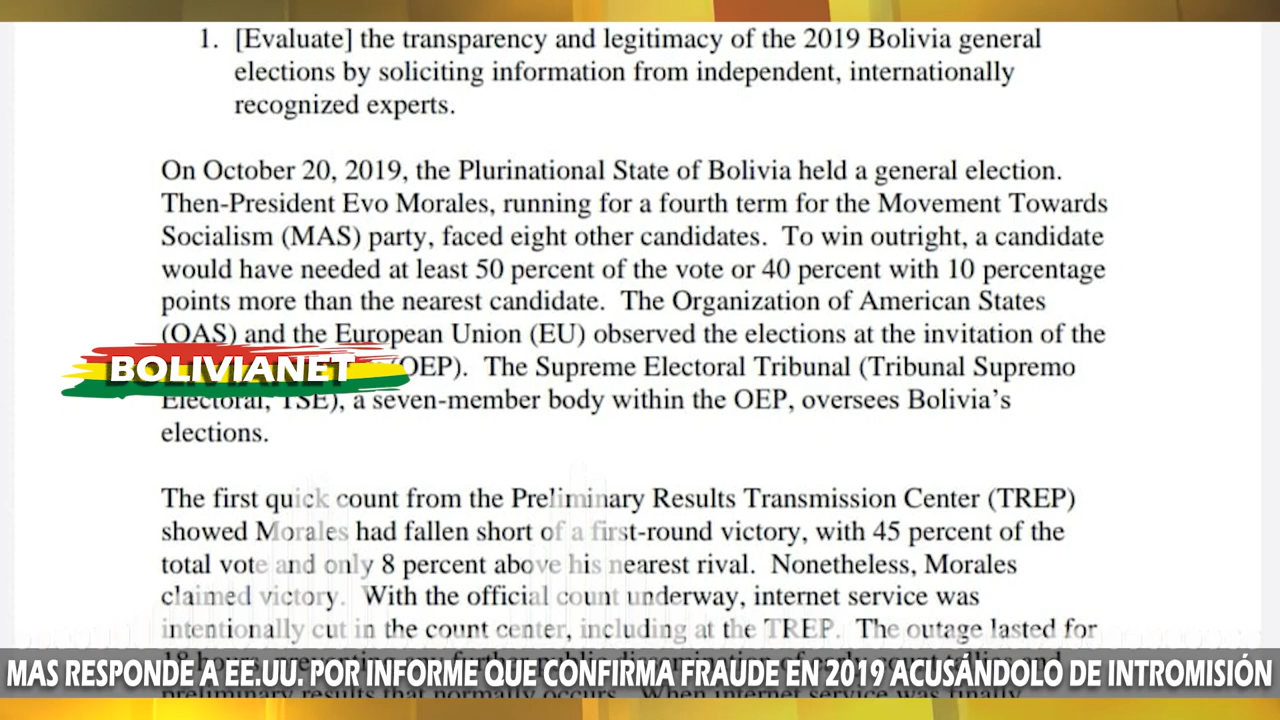 1. [Evaluate] the transparency and legitimacy of the 2019 Bolivia general
elections by soliciting information from independent, internationally
recognized experts.
On October 20, 2019, the Plurinational State of Bolivia held a general election.
Then-President Evo Morales, running for a fourth term for the Movement Towards
Socialism (MAS) party, faced eight other candidates. To win outright, a candidate
would have needed at least 50 percent of the vote or 40 percent with 10 percentage
points more than the nearest candidate. The Organization of American States
(OAS) and the European Union (EU) observed the elections at the invitation of the
BOLIVIANET
OEP). The Supreme Electoral Tribunal (Tribunal Supremo
Electoral, TSE), a seven-member body within the OEP, oversees Bolivia's
elections.
The first quick count from the Preliminary Results Transmission Center (TREP)
showed Morales had fallen short of a first-round victory, with 45 percent of the
total vote and only 8 percent above his nearest rival. Nonetheless, Morales
claimed victory. With the official count underway, internet service was
intentionally cut in the count center, including at the TREP. The outage lasted for
MAS RESPONDE A EE.UU. POR INFORME QUE CONFIRMA FRAUDE EN 2019 ACUSÁNDOLO DE INTROMISIÓN
preliminary results that normally occurs. When internet service was finally